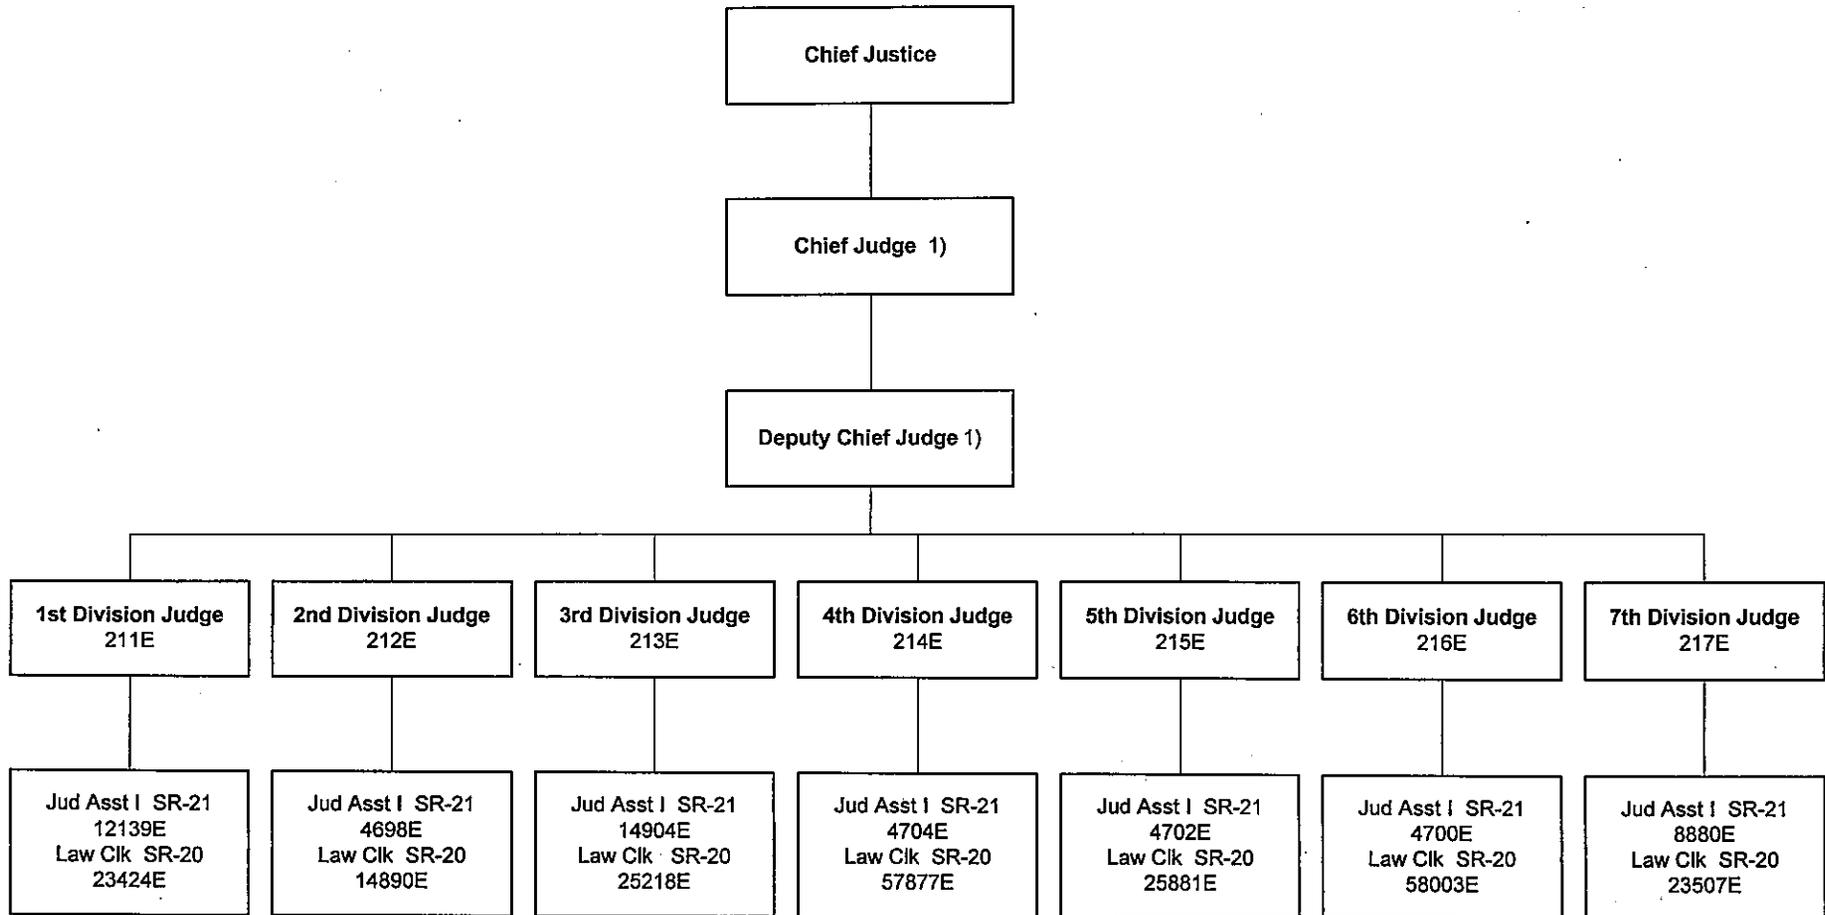 Chief Justice
Chief Judge 1)
Deputy Chief Judge 1)
1st Division Judge
211E
2nd Division Judge
212E
3rd Division Judge
213E
4th Division Judge
214E
5th Division Judge
215E
6th Division Judge
216E
7th Division Judge
217E
Jud Asst I SR-21
12139E
Law Clk SR-20
23424E
Jud Asst I SR-21
4698E
Law Clk SR-20
14890E
Jud Asst I SR-21
14904E
Law Clk SR-20
25218E
Jud Asst I SR-21
4704E
Law Clk SR-20
57877E
Jud Asst I SR-21
4702E
Law Clk SR-20
25881E
Jud Asst I SR-21
4700E
Law Clk SR-20
58003E
Jud Asst I SR-21
8880E
Law Clk SR-20
23507E